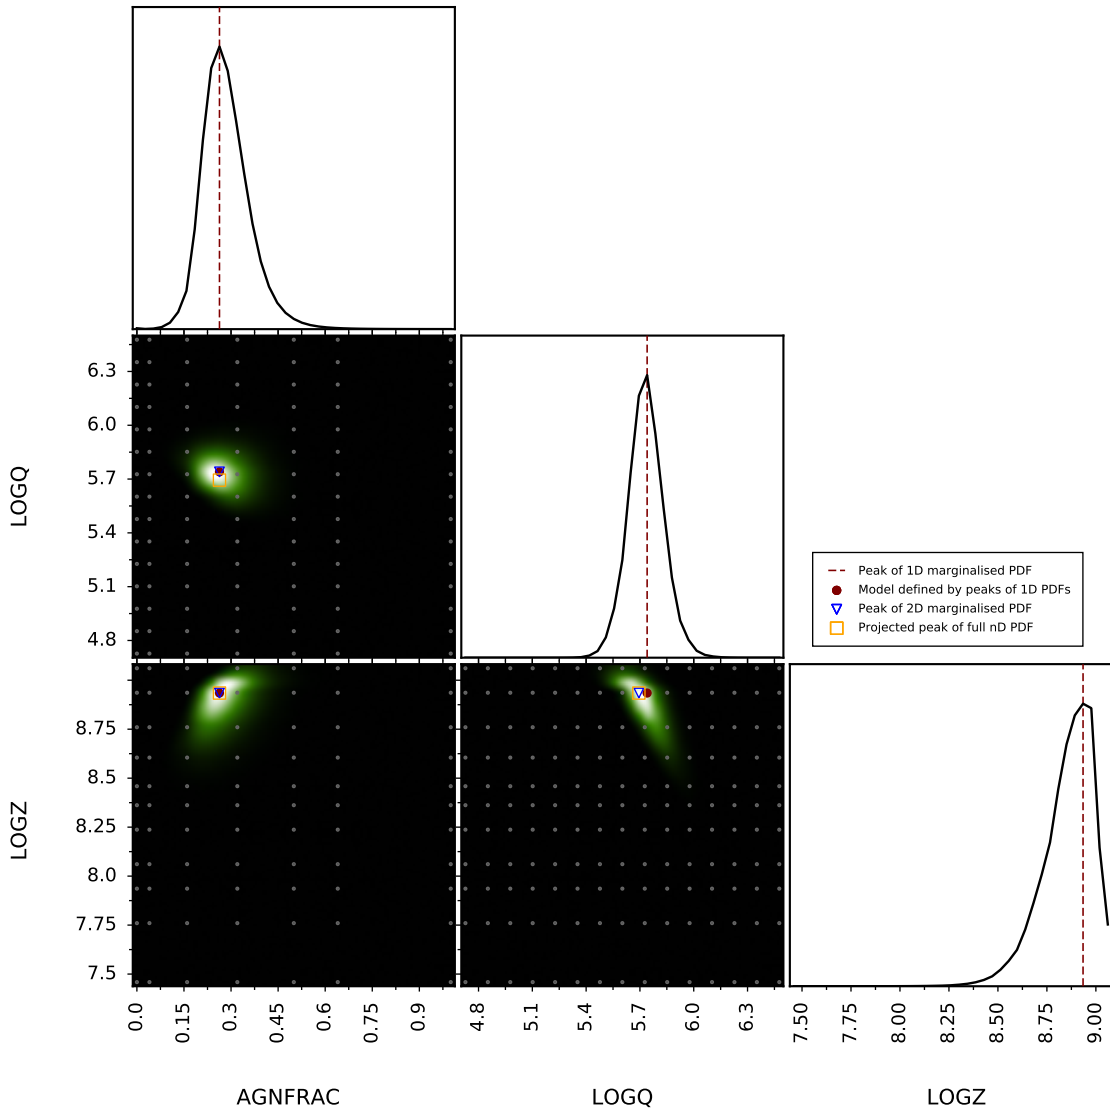 LOGQ
6.3
6.0
5.7
5.4
5.1
4.8
Peak of 1D marginalised PDF
Model defined by peaks of 1D PDFs
Peak of 2D marginalised PDF
Projected peak of full nD PDF
LOGZ
8.75
8.5
8.25
8.0
7.75
7.5
0.0 0.15 0.3 0.45 0.75 0.9
4.8 5.1 5.4 5.7 6.0 6.3
7.50 7.75 8.00 8.25 8.50 8.75 9.00
AGNFRAC LOGQ LOGZ